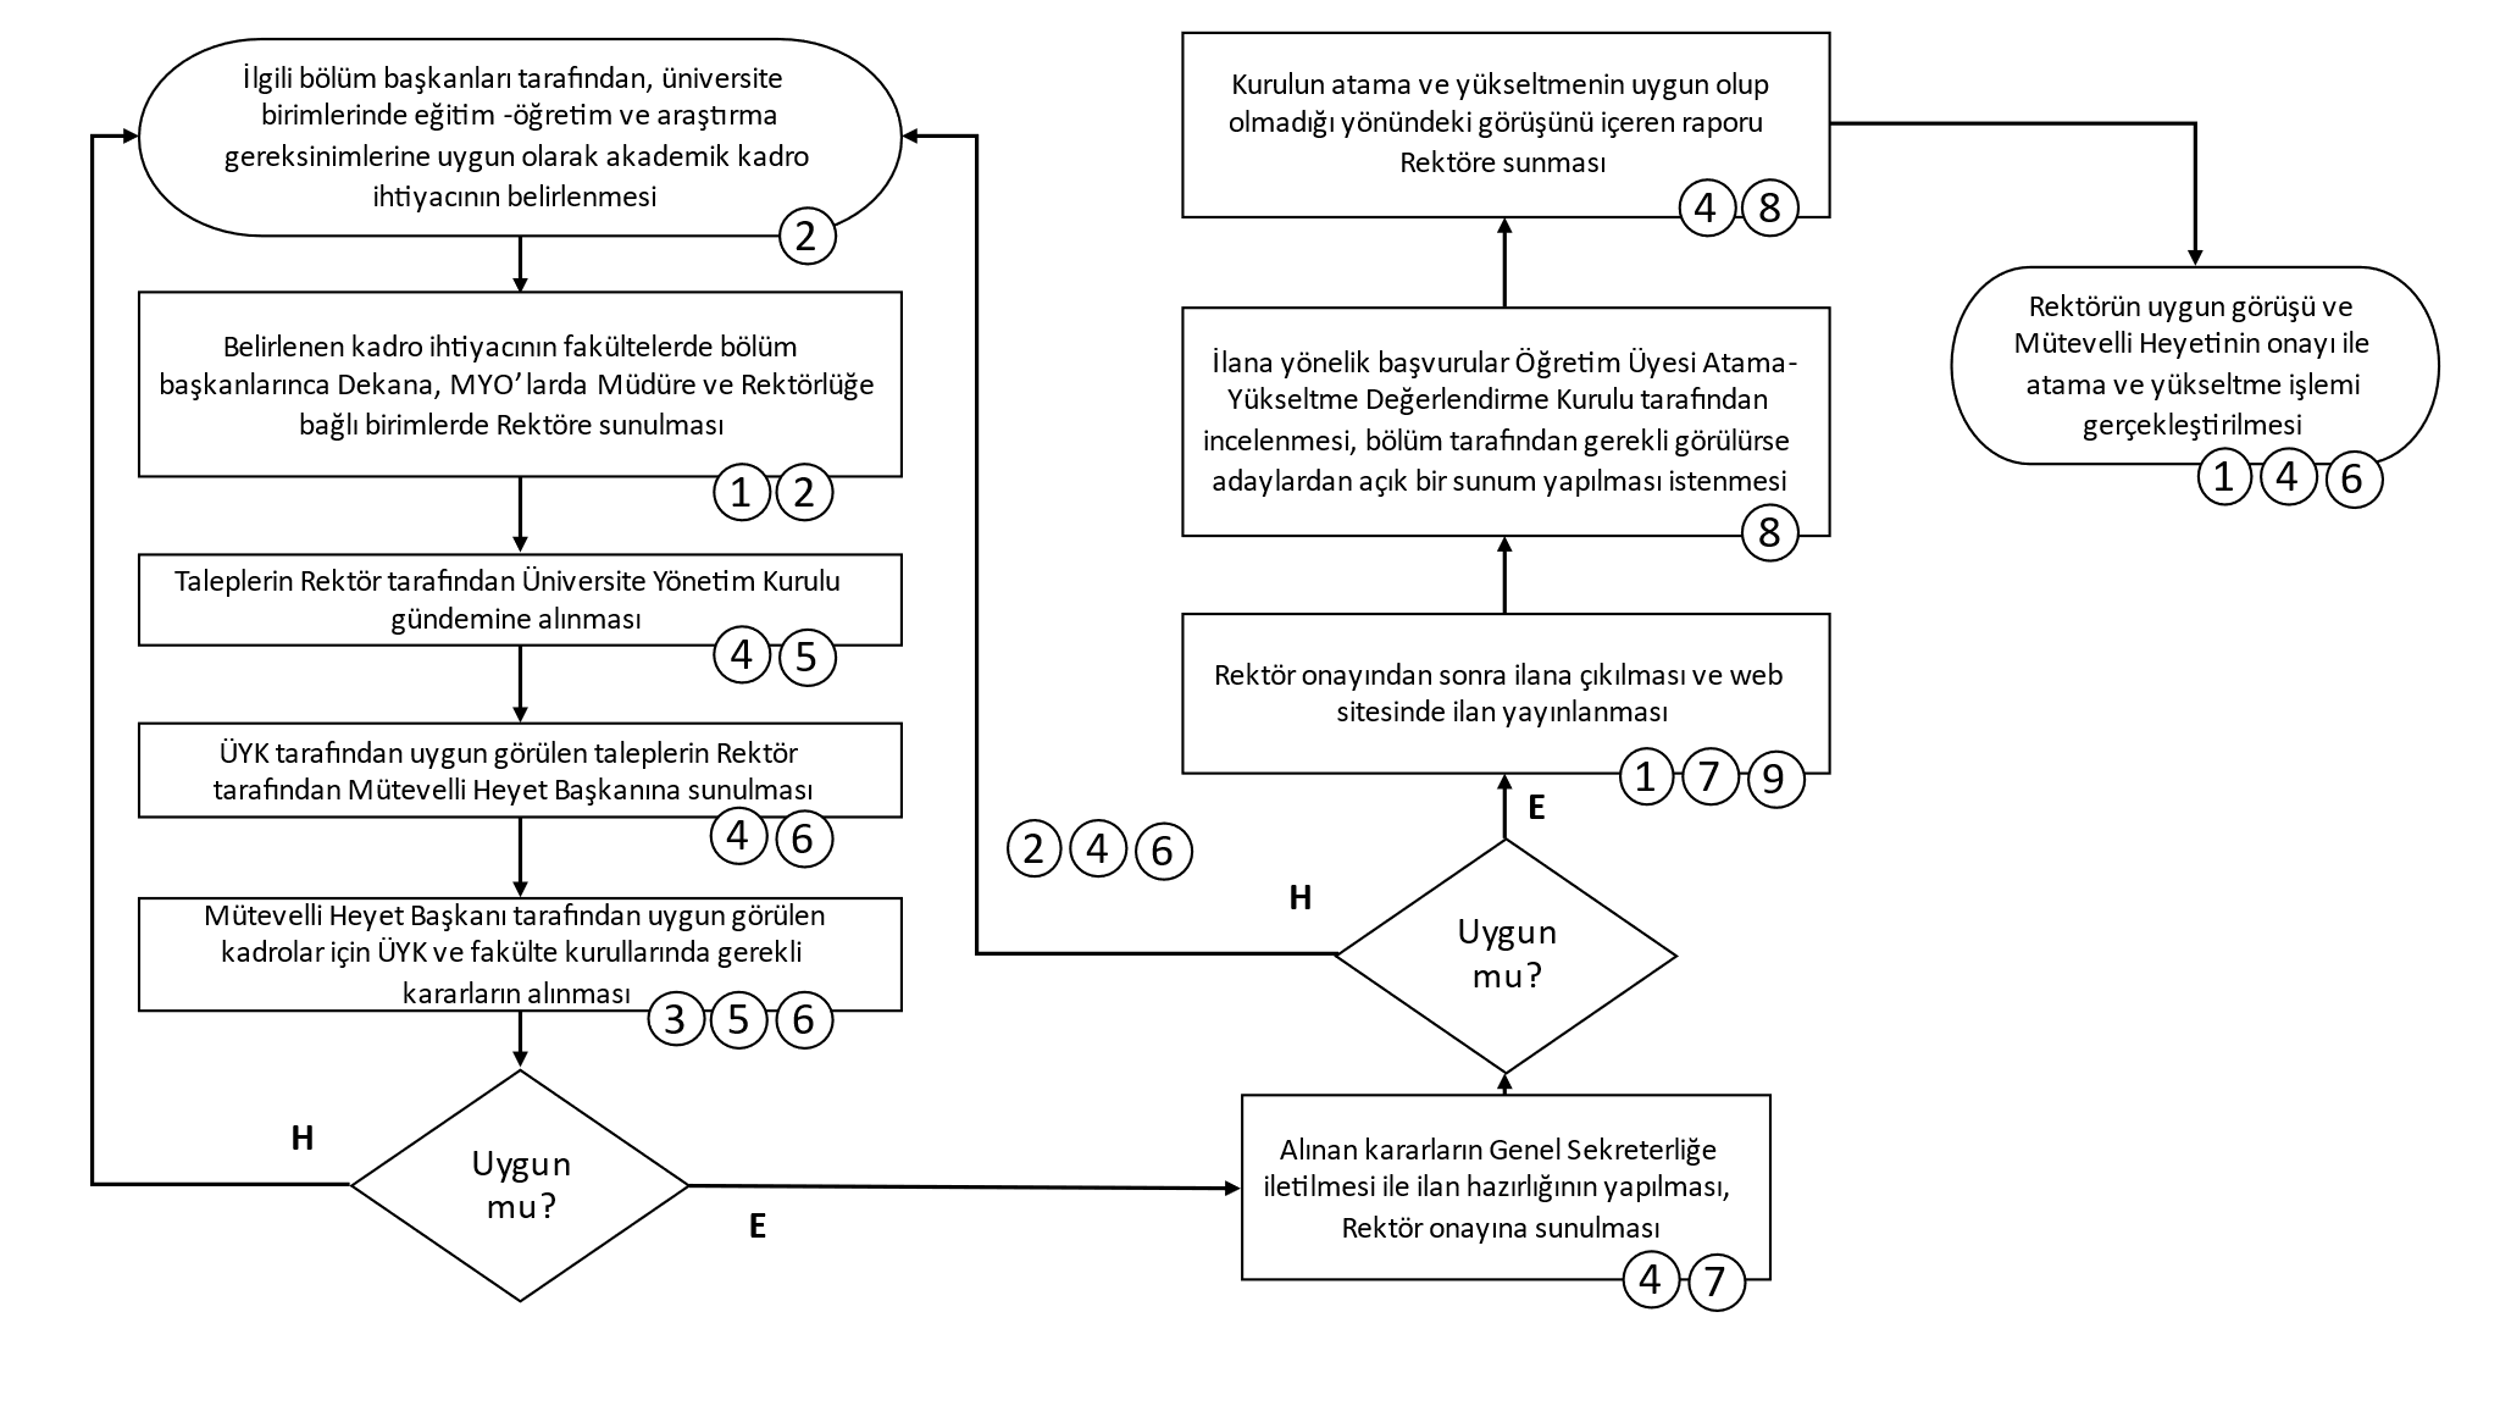 İlgili bölüm başkanları tarafından, üniversite
birimlerinde eğitim -öğretim ve araştırma
gereksinimlerine uygun olarak akademik kadro
ihtiyacının belirlenmesi
2
Belirlenen kadro ihtiyacının fakültelerde bölüm
başkanlarınca Dekana, MYO’larda Müdüre ve Rektörlüğe
bağlı birimlerde Rektöre sunulması
1 2
Taleplerin Rektör tarafından Üniversite Yönetim Kurulu
gündemine alınması
4 5
ÜYK tarafından uygun görülen taleplerin Rektör
tarafından Mütevelli Heyet Başkanına sunulması
4 6
Mütevelli Heyet Başkanı tarafından uygun görülen
kadrolar için ÜYK ve fakülte kurullarında gerekli
kararların alınması
3 5 6
H
Uygun
mu?
E
Alınan kararların Genel Sekreterliğe
iletilmesi ile ilan hazırlığının yapılması,
Rektör onayına sunulması
4 7
Uygun
mu?
H
2 4 6
E
Rektör onayından sonra ilana çıkılması ve web
sitesinde ilan yayınlanması
1 7 9
İlana yönelik başvurular Öğretim Üyesi Atama-
Yükseltme Değerlendirme Kurulu tarafından
incelenmesi, bölüm tarafından gerekli görülürse
adaylardan açık bir sunum yapılması istenmesi
8
Kurulun atama ve yükseltmenin uygun olup
olmadığı yönündeki görüşünü içeren raporu
Rektöre sunması
4 8
Rektörün uygun görüşü ve
Mütevelli Heyetinin onayı ile
atama ve yükseltme işlemi
gerçekleştirilmesi
1 4 6